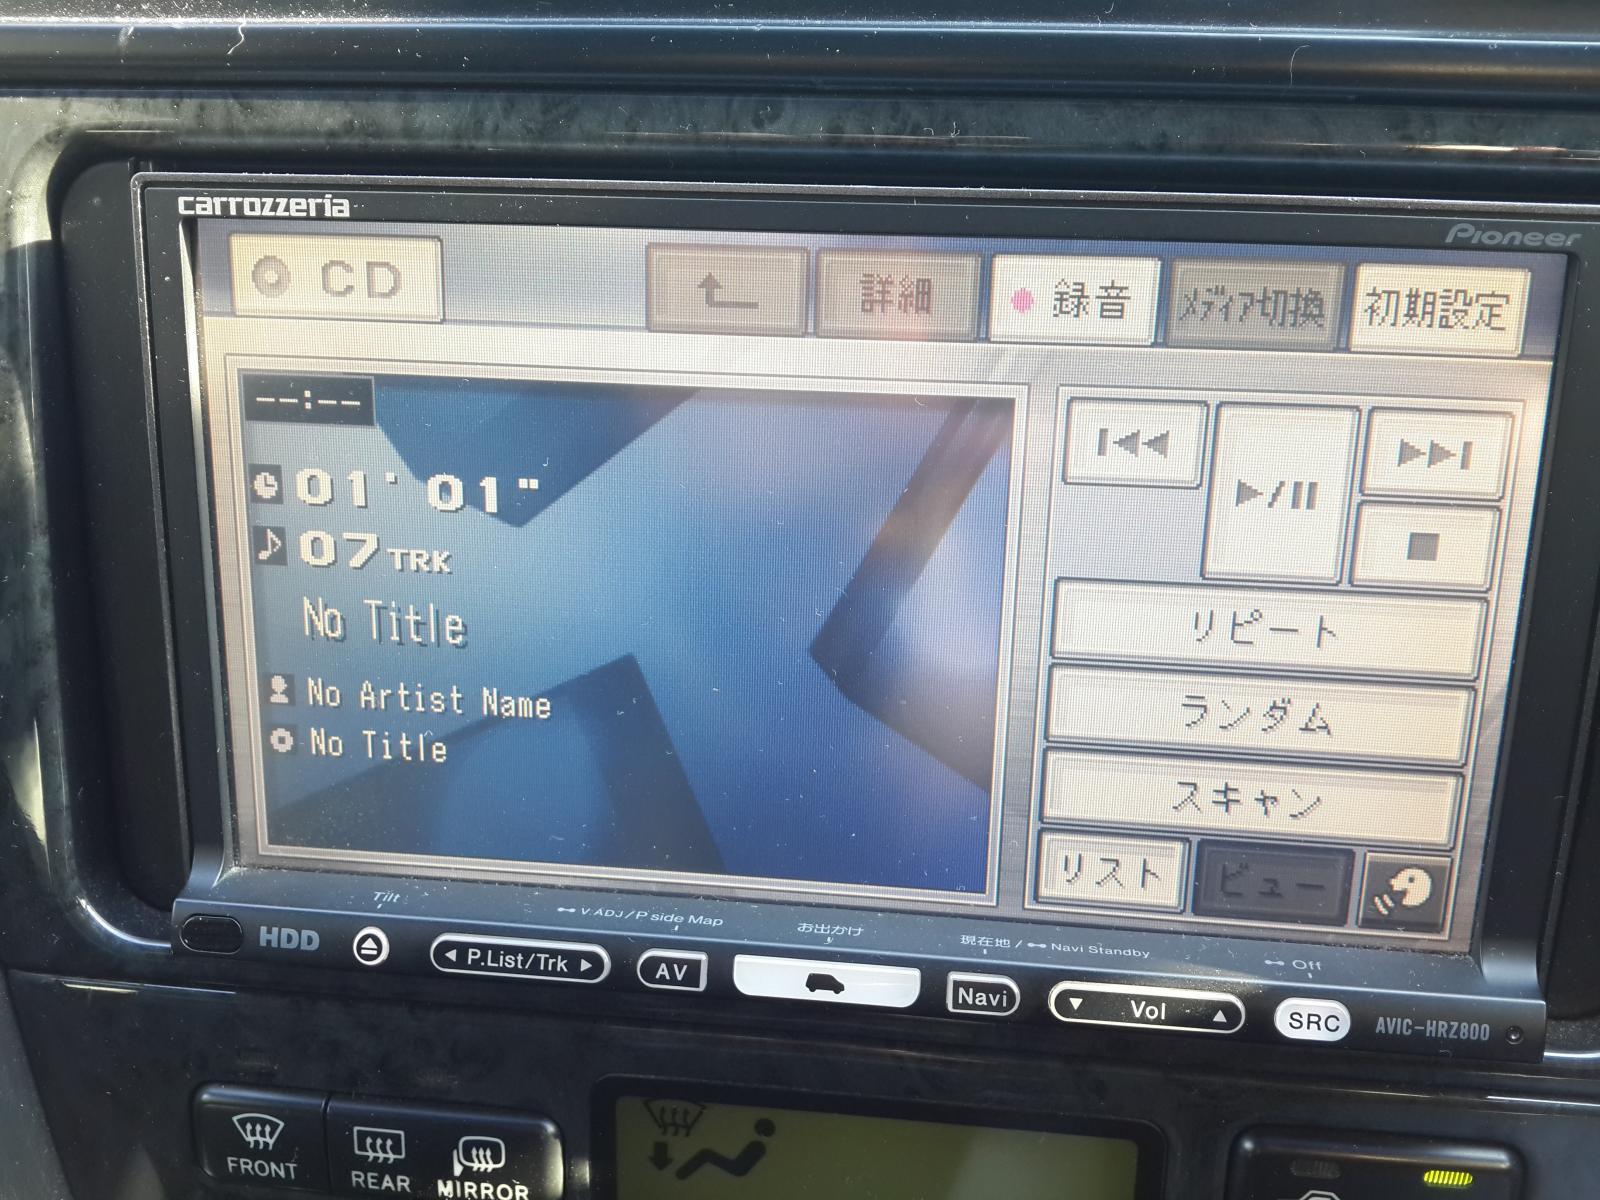 carrozzeria
Pioneer
CD
詳細
録音
メディア切換
初期設定
--:--
01' 01"
07 TRK
No Title
No Artist Name
No Title
リピート
ランダム
スキャン
リスト
ビュー
Tilt
V.ADJ/P side Map
お出かけ
現在地 / Navi Standby
Off
HDD
P.List/Trk
AV
Navi
Vol
SRC
AVIC-HRZ800
FRONT
REAR
MIRROR